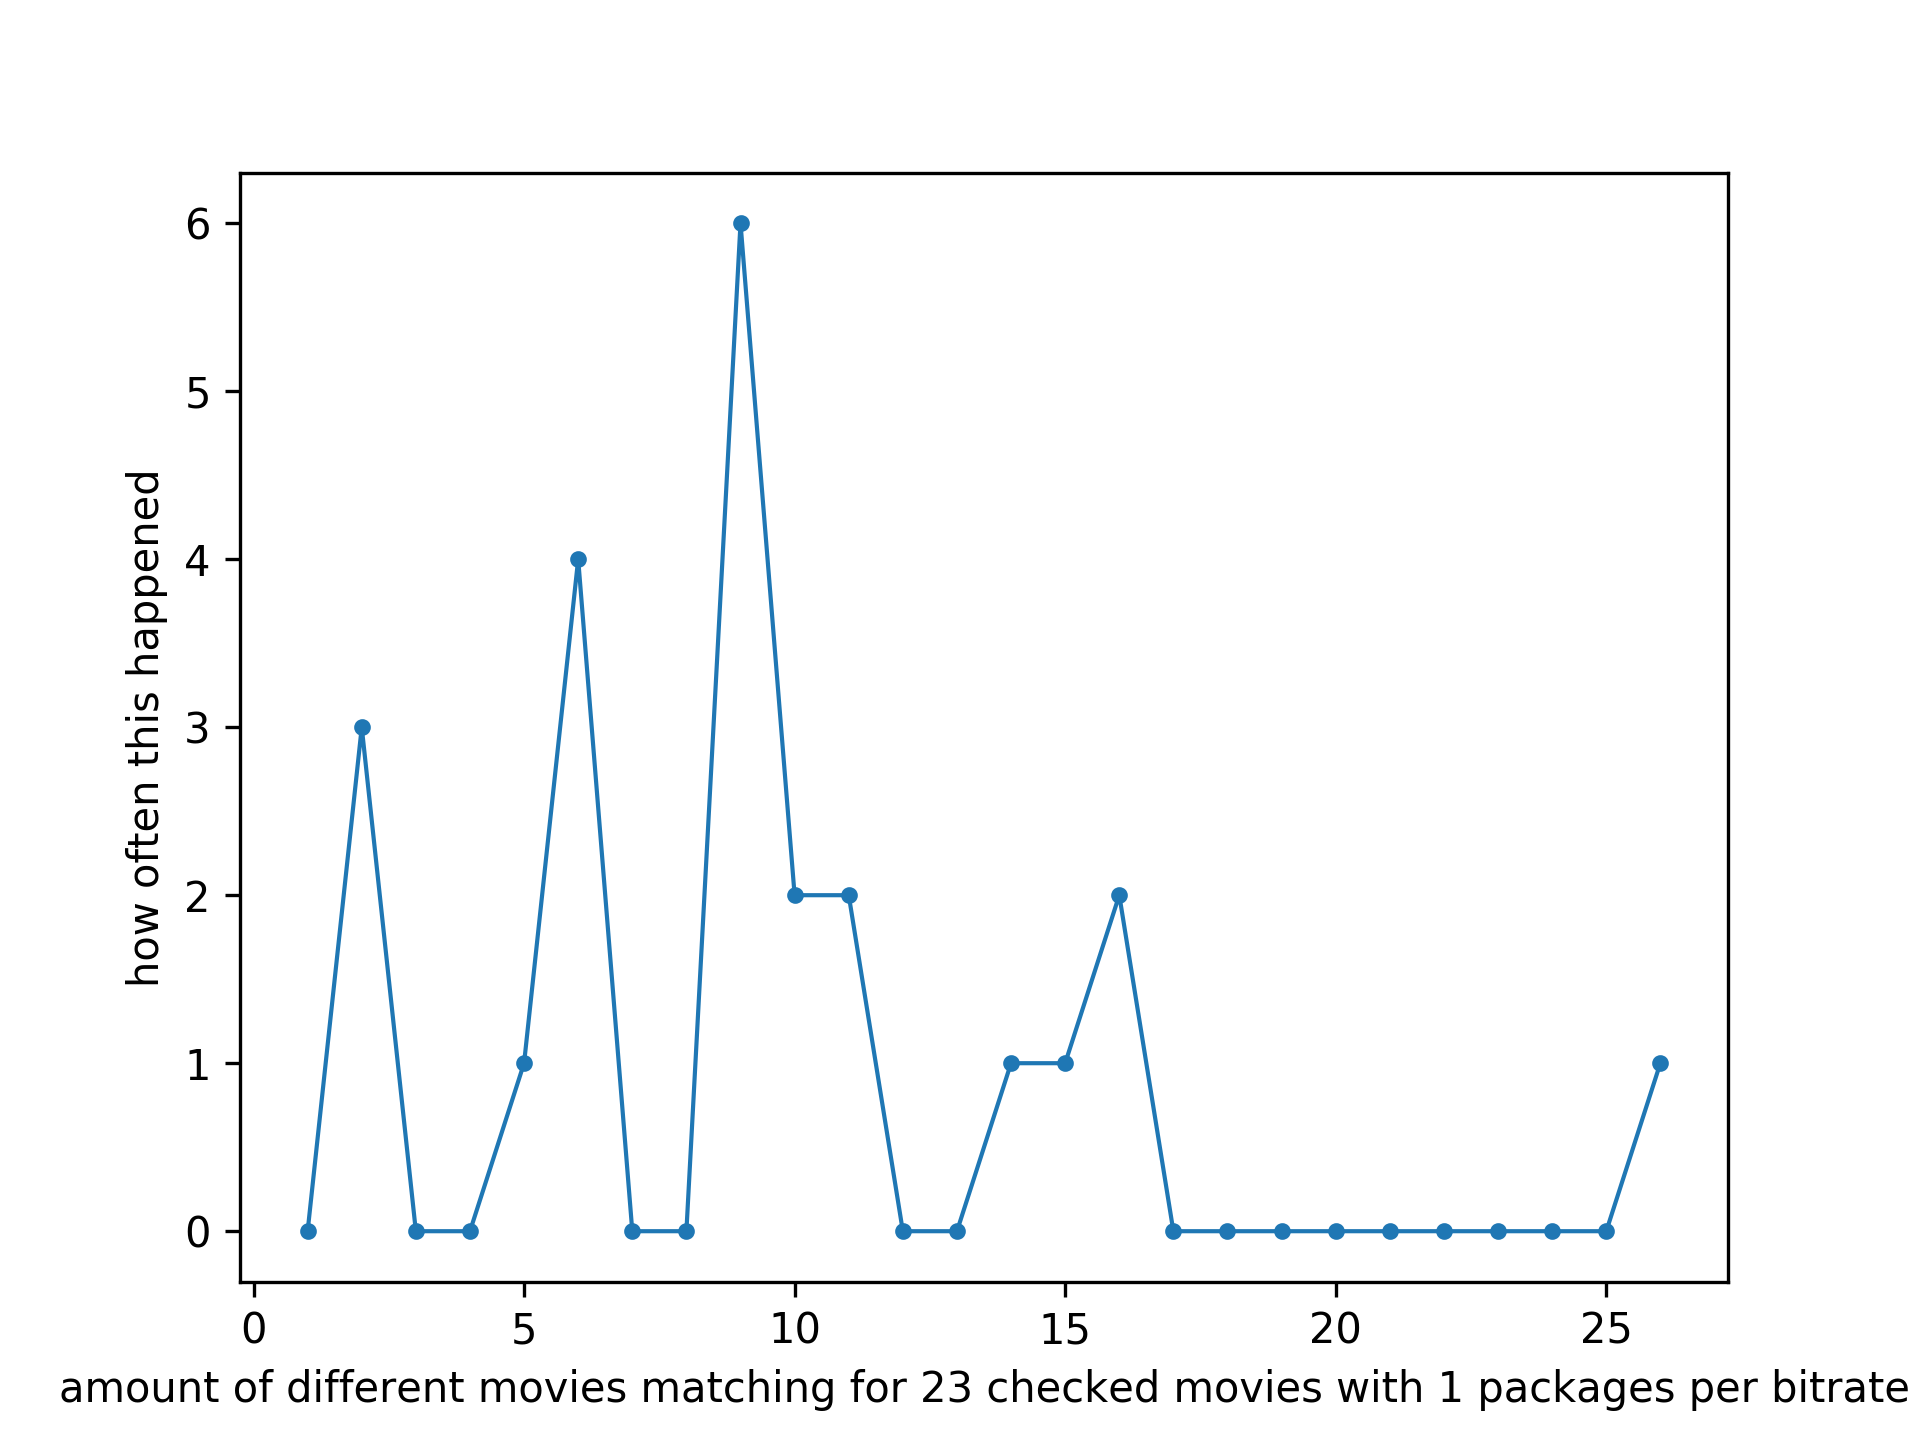 how often this happened
6
5
4
3
2
1
0
0 5 10 15 20 25
amount of different movies matching for 23 checked movies with 1 packages per bitrate